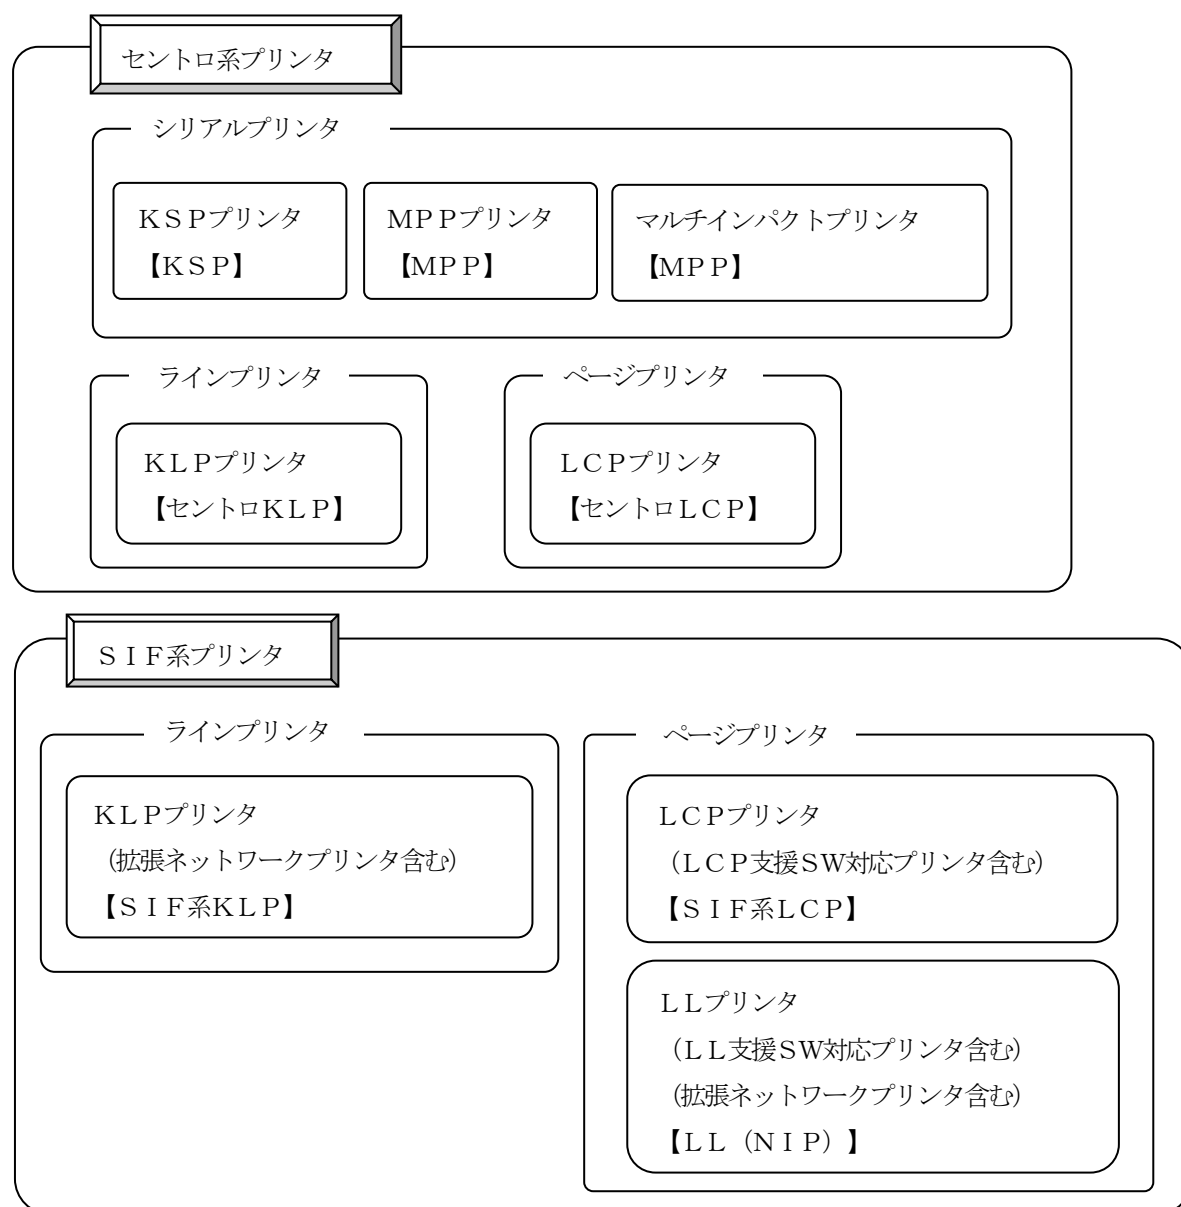 セントロ系プリンタ
シリアルプリンタ
ＫＳＰプリンタ
【ＫＳＰ】
ＭＰＰプリンタ
【ＭＰＰ】
マルチインパクトプリンタ
【ＭＰＰ】
ラインプリンタ
ＫＬＰプリンタ
【セントロＫＬＰ】
ページプリンタ
ＬＣＰプリンタ
【セントロＬＣＰ】
ＳＩＦ系プリンタ
ラインプリンタ
ＫＬＰプリンタ
（拡張ネットワークプリンタ含む）
【ＳＩＦ系ＫＬＰ】
ページプリンタ
ＬＣＰプリンタ
（ＬＣＰ支援ＳＷ対応プリンタ含む）
【ＳＩＦ系ＬＣＰ】
ＬＬプリンタ
（ＬＬ支援ＳＷ対応プリンタ含む）
（拡張ネットワークプリンタ含む）
【ＬＬ（ＮＩＰ）】